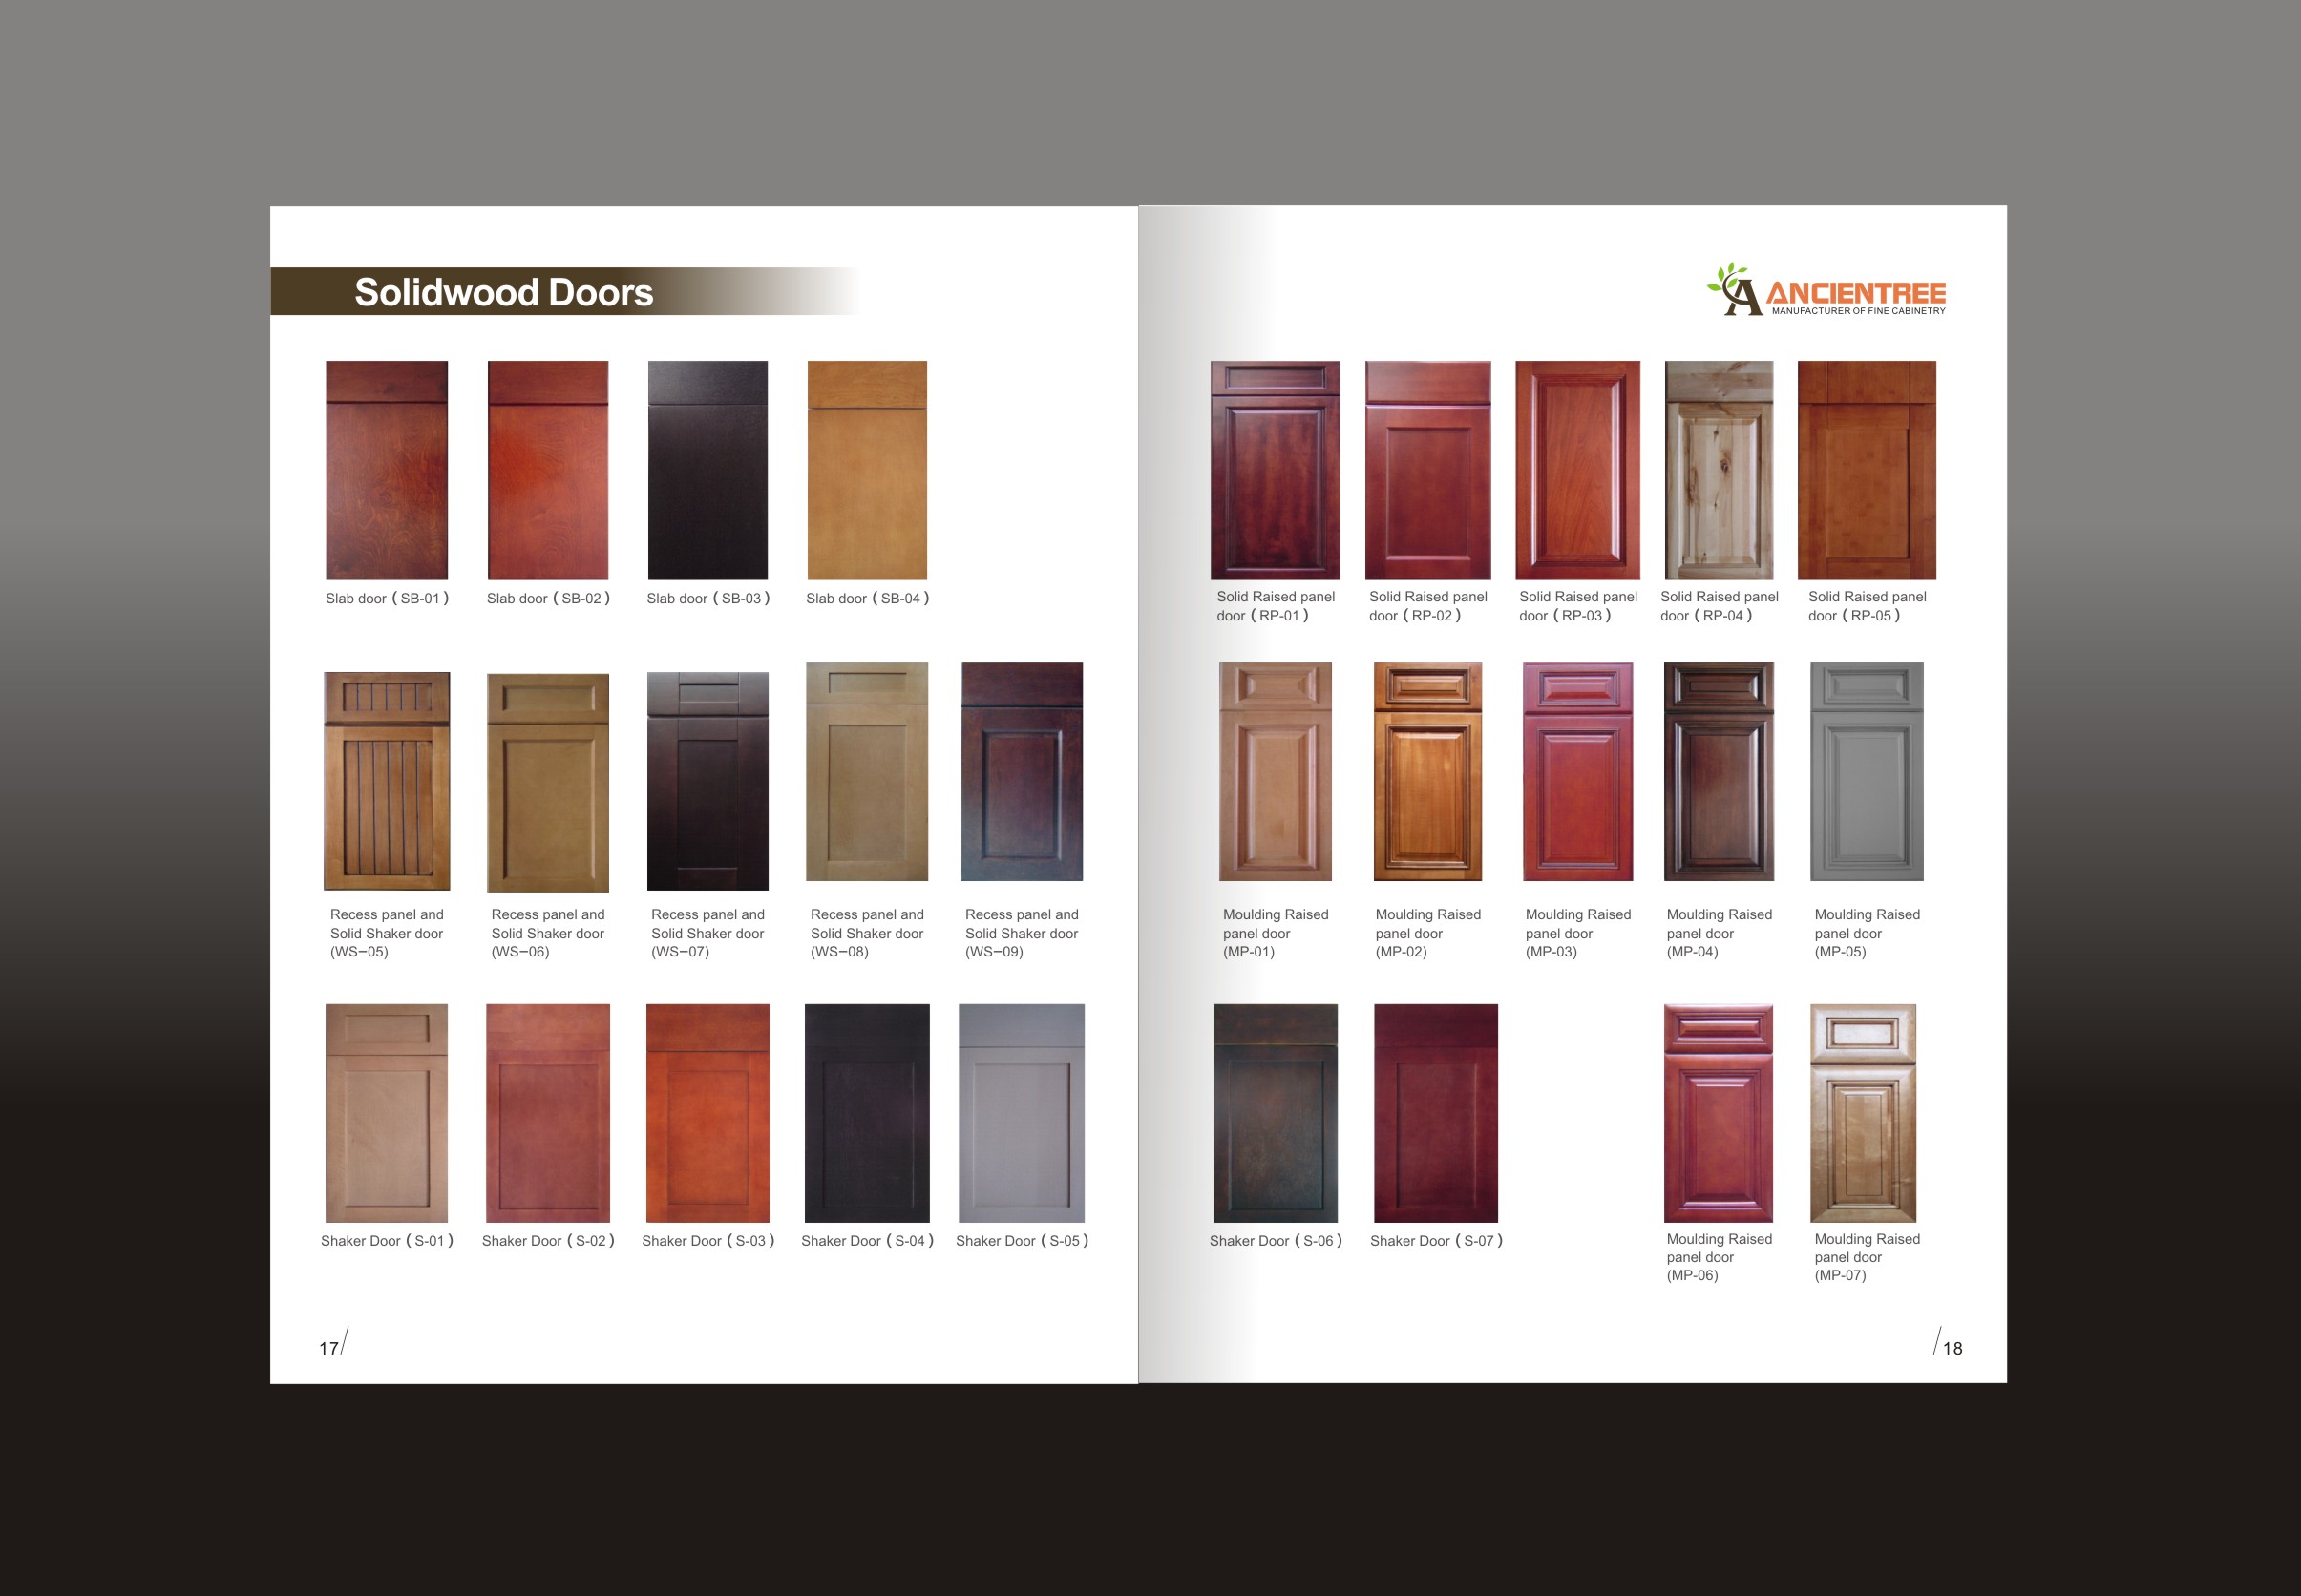 Solidwood Doors
Slab door ( SB-01 )
Slab door ( SB-02 )
Slab door ( SB-03 )
Slab door ( SB-04 )
Recess panel and
Solid Shaker door
(WS−05)
Recess panel and
Solid Shaker door
(WS−06)
Recess panel and
Solid Shaker door
(WS−07)
Recess panel and
Solid Shaker door
(WS−08)
Recess panel and
Solid Shaker door
(WS−09)
Shaker Door ( S-01 )
Shaker Door ( S-02 )
Shaker Door ( S-03 )
Shaker Door ( S-04 )
Shaker Door ( S-05 )
17/
A ANCIENTREE
MANUFACTURER OF FINE CABINETRY
Solid Raised panel
door ( RP-01 )
Solid Raised panel
door ( RP-02 )
Solid Raised panel
door ( RP-03 )
Solid Raised panel
door ( RP-04 )
Solid Raised panel
door ( RP-05 )
Moulding Raised
panel door
(MP-01)
Moulding Raised
panel door
(MP-02)
Moulding Raised
panel door
(MP-03)
Moulding Raised
panel door
(MP-04)
Moulding Raised
panel door
(MP-05)
Shaker Door ( S-06 )
Shaker Door ( S-07 )
Moulding Raised
panel door
(MP-06)
Moulding Raised
panel door
(MP-07)
/18